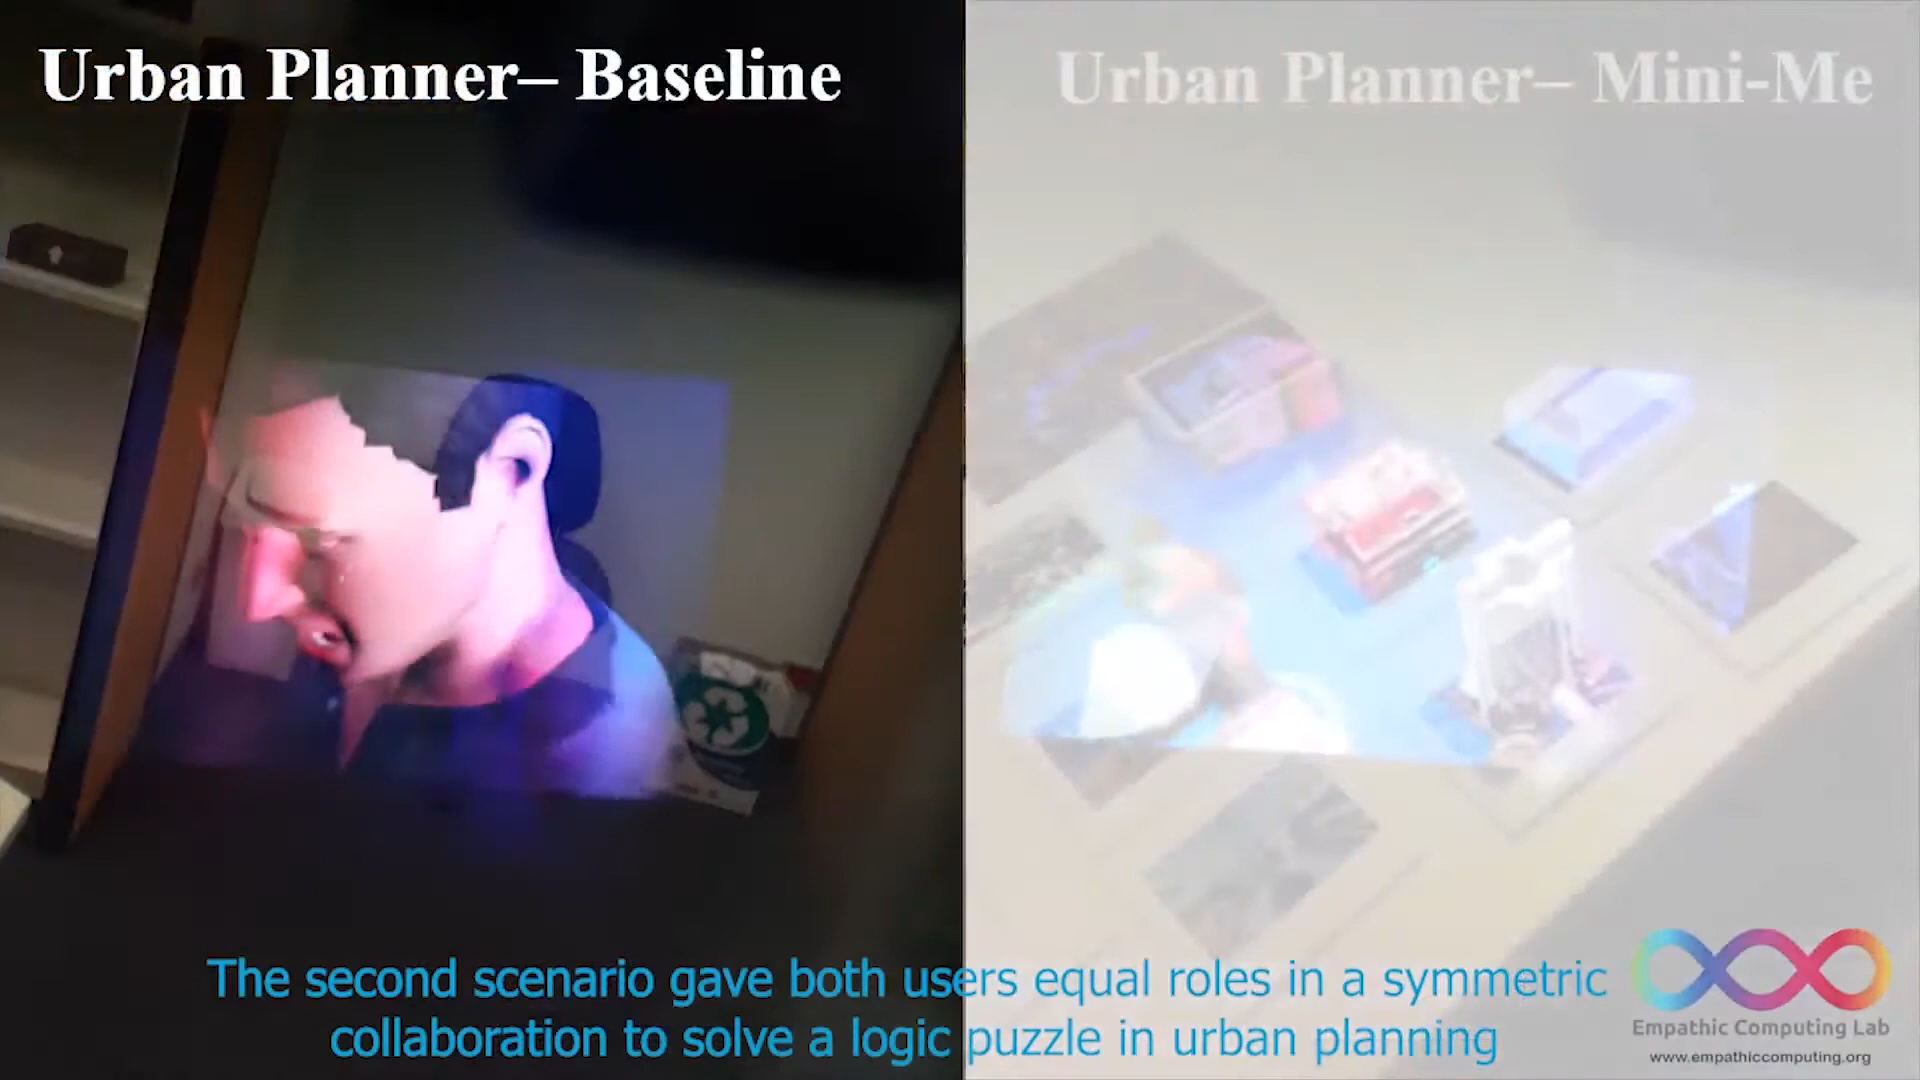 Urban Planner– Baseline
Urban Planner– Mini-Me
The second scenario gave both users equal roles in a symmetric
collaboration to solve a logic puzzle in urban planning
Empathic Computing Lab
www.empathiccomputing.org